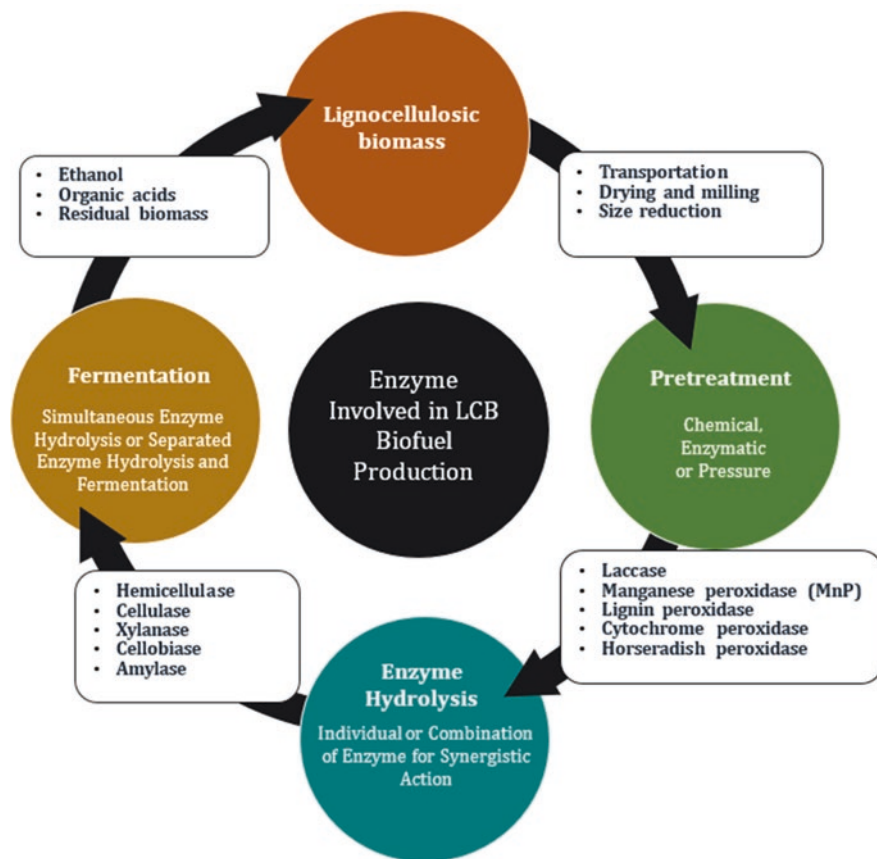 Lignocellulosic
biomass
• Transportation
• Drying and milling
• Size reduction
Pretreatment
Chemical,
Enzymatic
or Pressure
• Laccase
• Manganese peroxidase (MnP)
• Lignin peroxidase
• Cytochrome peroxidase
• Horseradish peroxidase
Enzyme
Hydrolysis
Individual or Combination
of Enzyme for Synergistic
Action
• Hemicellulase
• Cellulase
• Xylanase
• Cellobiase
• Amylase
Fermentation
Simultaneous Enzyme
Hydrolysis or Separated
Enzyme Hydrolysis and
Fermentation
• Ethanol
• Organic acids
• Residual biomass
Enzyme
Involved in LCB
Biofuel
Production